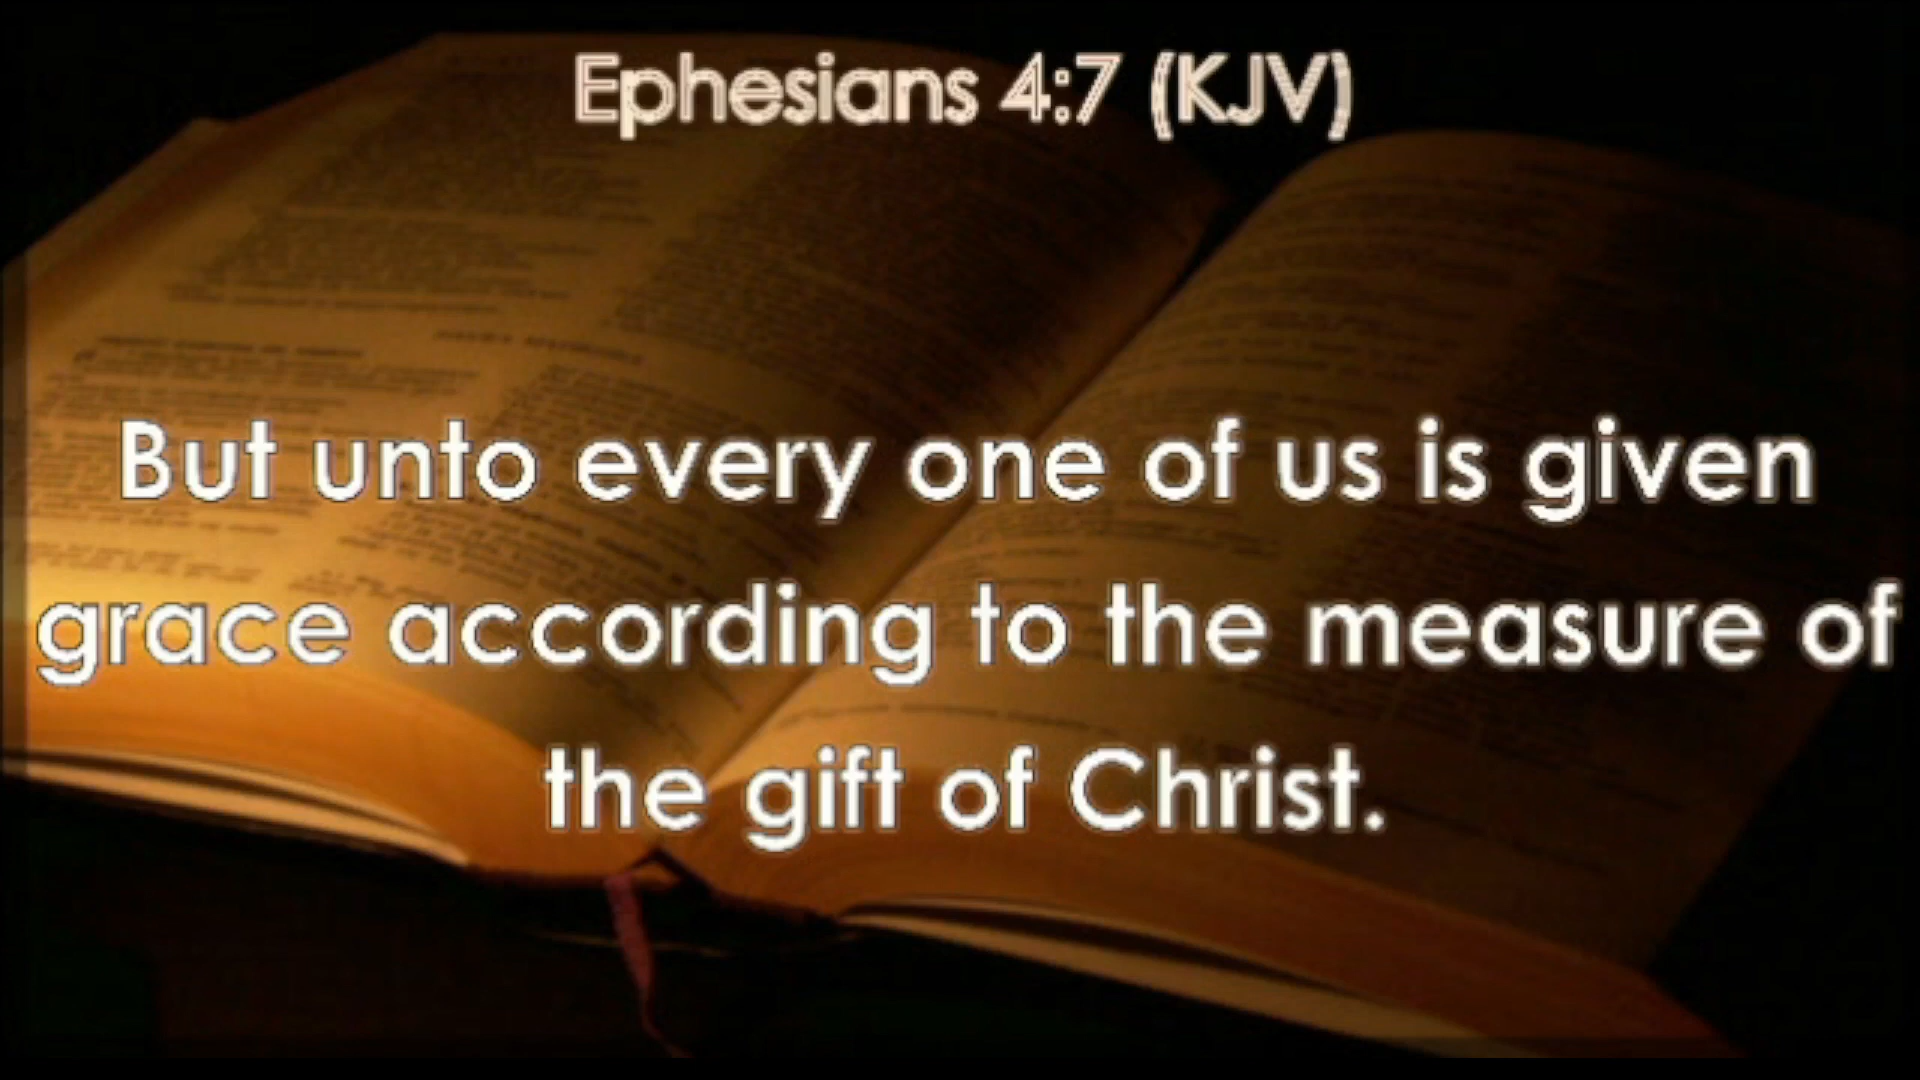 Ephesians 4:7 (KJV)
But unto every one of us is given
grace according to the measure of
the gift of Christ.